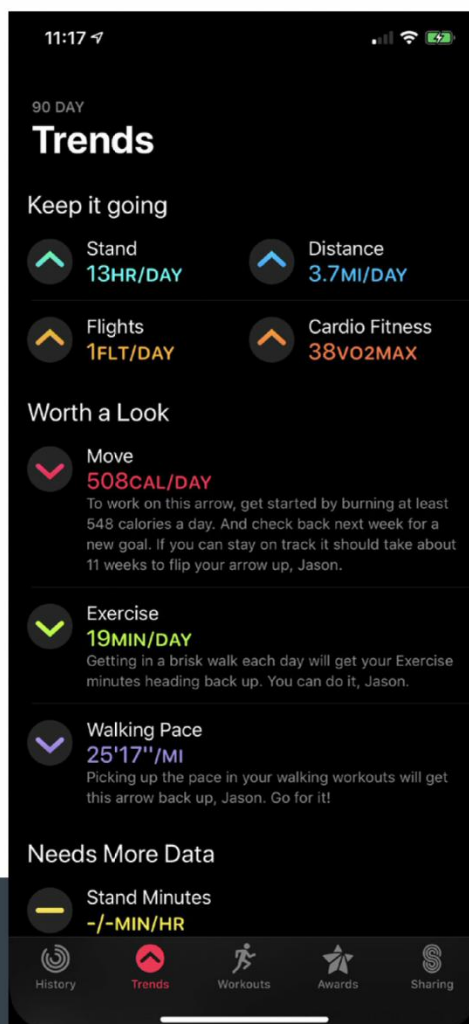 11:17
90 DAY
Trends
Keep it going
Stand
13HR/DAY
Distance
3.7MI/DAY
Flights
1FLT/DAY
Cardio Fitness
38VO2MAX
Worth a Look
Move
508CAL/DAY
To work on this arrow, get started by burning at least
548 calories a day. And check back next week for a
new goal. If you can stay on track it should take about
11 weeks to flip your arrow up, Jason.
Exercise
19MIN/DAY
Getting in a brisk walk each day will get your Exercise
minutes heading back up. You can do it, Jason.
Walking Pace
25'17''/MI
Picking up the pace in your walking workouts will get
this arrow back up, Jason. Go for it!
Needs More Data
Stand Minutes
-/-MIN/HR
History
Trends
Workouts
Awards
Sharing